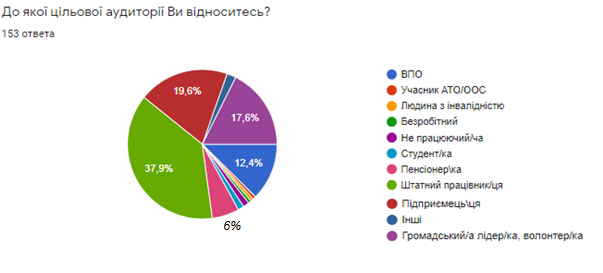 До якої цільової аудиторії Ви відноситесь?
153 ответа
19,6%
17,6%
37,9%
12,4%
6%
ВПО
Учасник АТО/ООС
Людина з інвалідністю
Безробітний
Не працюючий/ча
Студент/ка
Пенсіонер\ка
Штатний працівник/ця
Підприємець\ця
Інші
Громадський/а лідер/ка, волонтер/ка